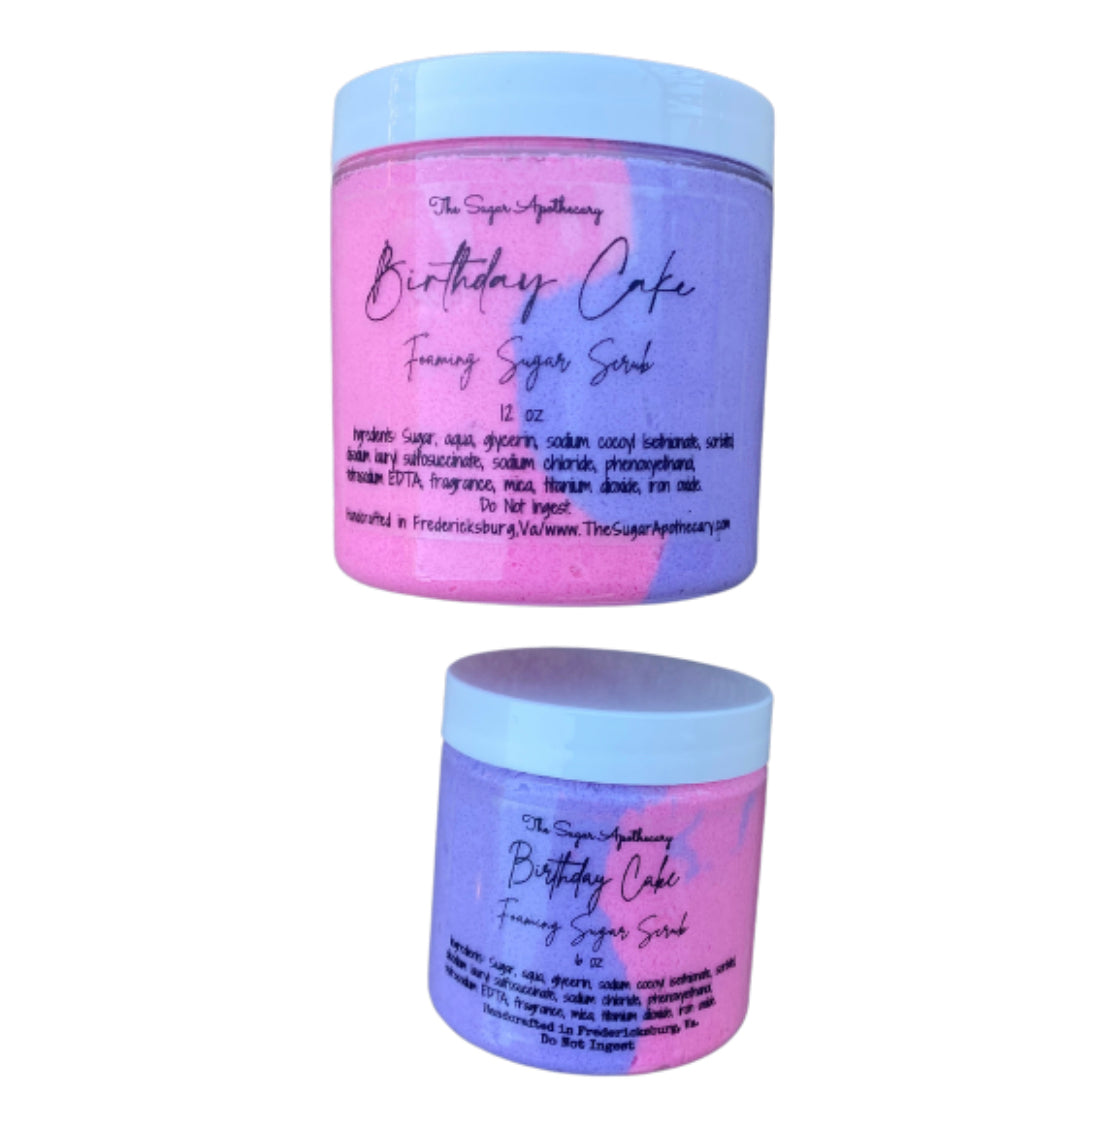 The Sugar Apothecary
Birthday Cake
Foaming Sugar Scrub
12 oz
Ingredients: Sugar, aqua, glycerin, sodium cocoyl isethionate, sorbitol,
disodium lauryl sulfosuccinate, sodium chloride, phenoxyethanol,
tetrasodium EDTA, fragrance, mica, titanium dioxide, iron oxide.
Do Not Ingest.
Handcrafted in Fredericksburg,Va/www.TheSugarApothecary.com
The Sugar Apothecary
Birthday Cake
Foaming Sugar Scrub
6 oz
Ingredients: Sugar, aqua, glycerin, sodium cocoyl isethionate, sorbitol,
disodium lauryl sulfosuccinate, sodium chloride, phenoxyethanol,
tetrasodium EDTA, fragrance, mica, titanium dioxide, iron oxide.
Handcrafted in Fredericksburg, Va.
Do Not Ingest